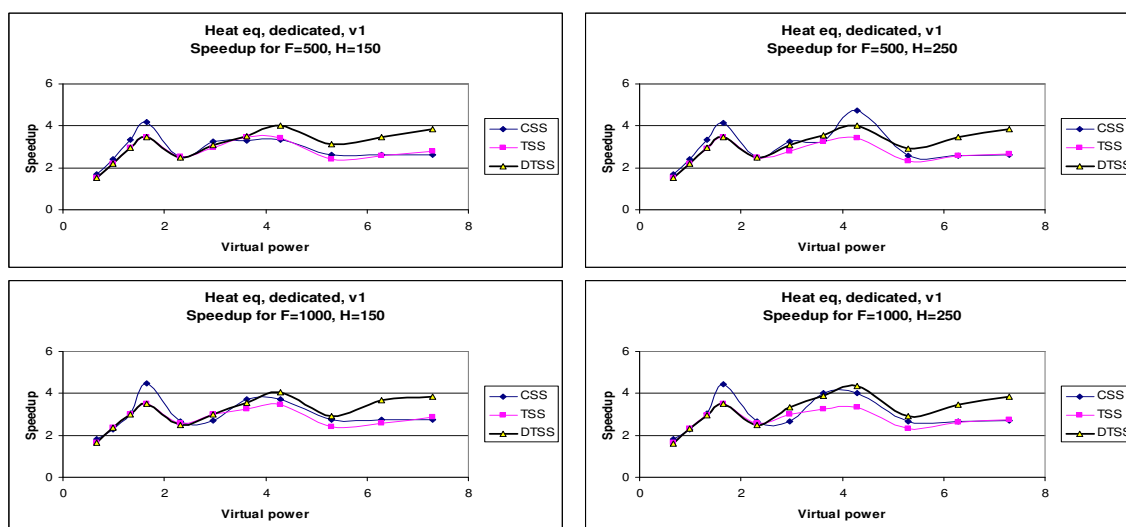 Heat eq, dedicated, v1
Speedup for F=500, H=150
6
4
2
0
Speedup
0 2 4 6 8
Virtual power
CSS
TSS
DTSS
Heat eq, dedicated, v1
Speedup for F=500, H=250
6
4
2
0
Speedup
0 2 4 6 8
Virtual power
CSS
TSS
DTSS
Heat eq, dedicated, v1
Speedup for F=1000, H=150
6
4
2
0
Speedup
0 2 4 6 8
Virtual power
CSS
TSS
DTSS
Heat eq, dedicated, v1
Speedup for F=1000, H=250
6
4
2
0
Speedup
0 2 4 6 8
Virtual power
CSS
TSS
DTSS